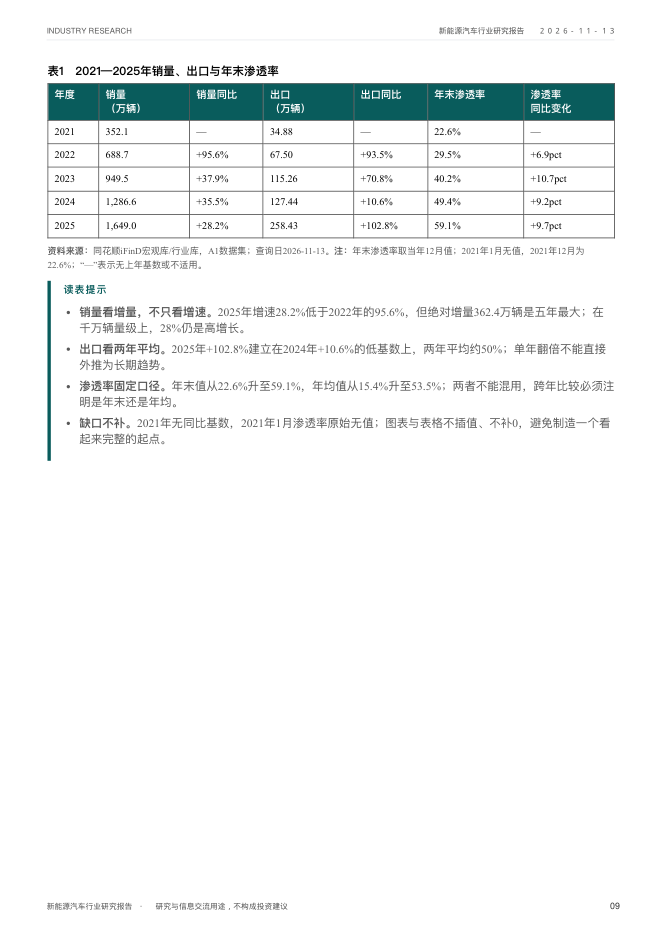 INDUSTRY RESEARCH 新能源汽车行业研究报告 2026-11-13
表1 2021—2025年销量、出口与年末渗透率
年度 销量（万辆） 销量同比 出口（万辆） 出口同比 年末渗透率 渗透率同比变化
2021 352.1 — 34.88 — 22.6% —
2022 688.7 +95.6% 67.50 +93.5% 29.5% +6.9pct
2023 949.5 +37.9% 115.26 +70.8% 40.2% +10.7pct
2024 1,286.6 +35.5% 127.44 +10.6% 49.4% +9.2pct
2025 1,649.0 +28.2% 258.43 +102.8% 59.1% +9.7pct
资料来源：同花顺iFinD宏观库/行业库，A1数据集；查询日2026-11-13。注：年末渗透率取当年12月值；2021年1月无值，2021年12月为
22.6%；“—”表示无上年基数或不适用。
读表提示
• 销量看增量，不只看增速。2025年增速28.2%低于2022年的95.6%，但绝对增量362.4万辆是五年最大；在
千万辆量级上，28%仍是高增长。
• 出口看两年平均。2025年+102.8%建立在2024年+10.6%的低基数上，两年平均约50%；单年翻倍不能直接
外推为长期趋势。
• 渗透率固定口径。年末值从22.6%升至59.1%，年均值从15.4%升至53.5%；两者不能混用，跨年比较必须注
明是年末还是年均。
• 缺口不补。2021年无同比基数，2021年1月渗透率原始无值；图表与表格不插值、不补0，避免制造一个看
起来完整的起点。
新能源汽车行业研究报告 · 研究与信息交流用途，不构成投资建议 09